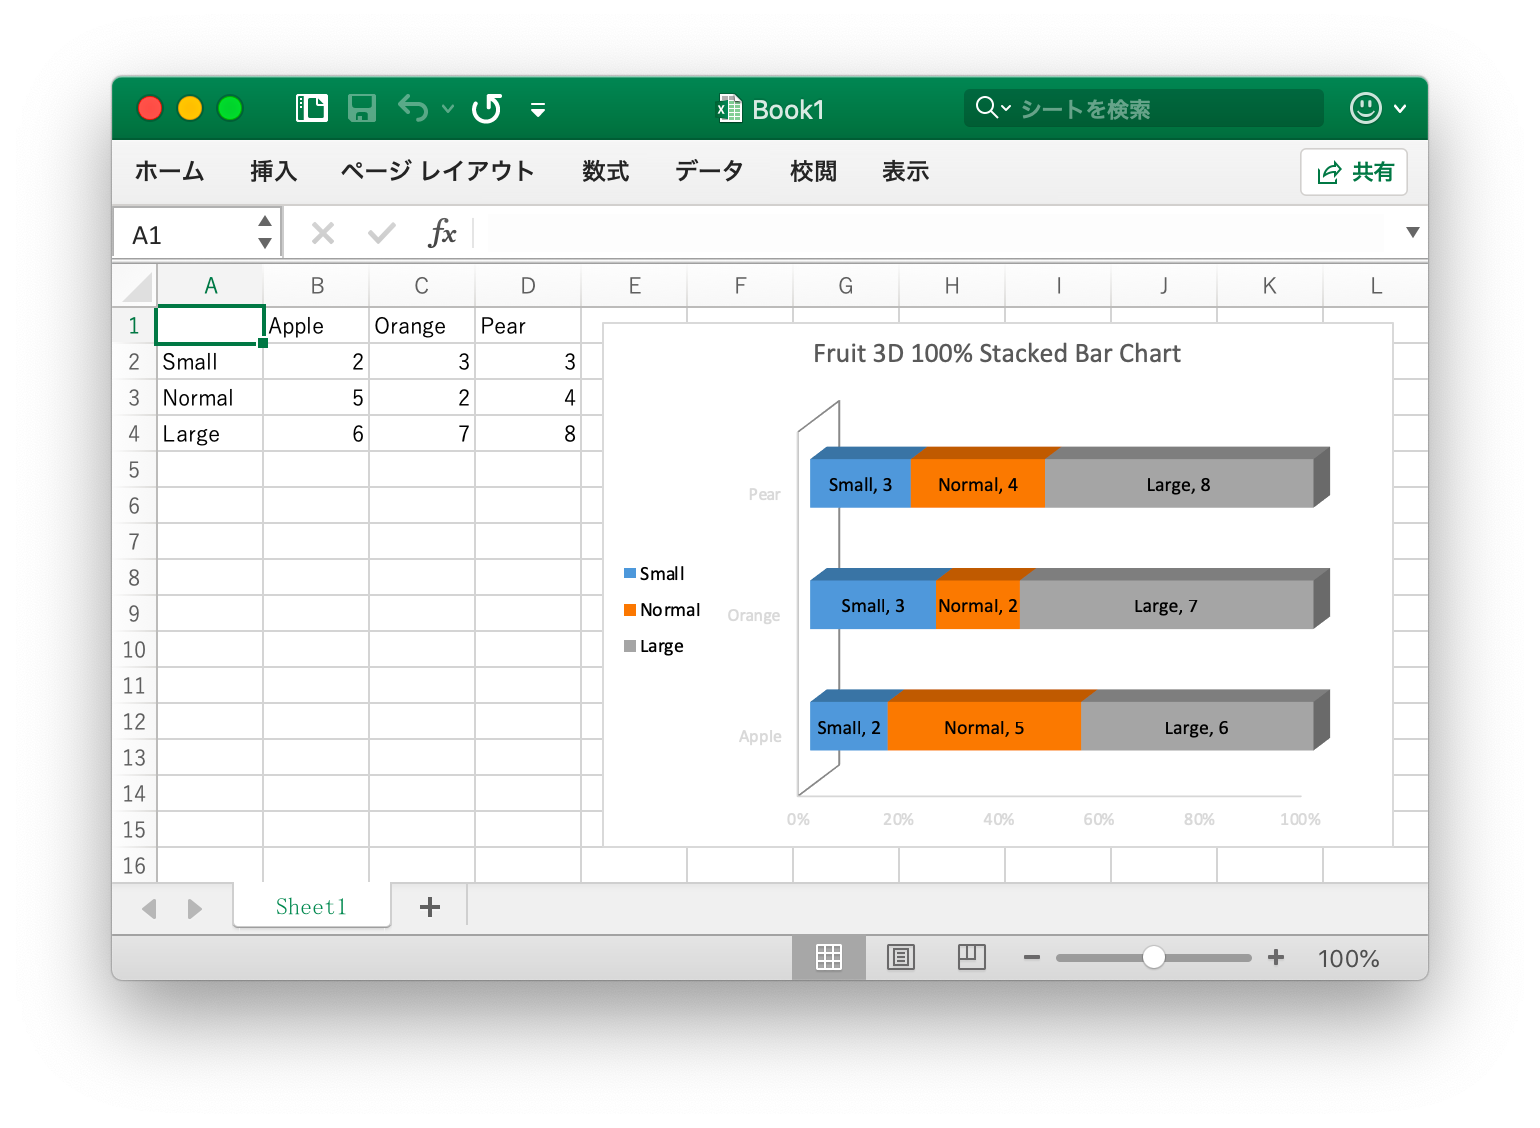 Book1
シートを検索
ホーム 挿入 ページ レイアウト 数式 データ 校閲 表示 共有
A1 fx
A B C D E F G H I J K L
1 Apple Orange Pear
2 Small 2 3 3
3 Normal 5 2 4
4 Large 6 7 8
5
6
7
8
9
10
11
12
13
14
15
16
Fruit 3D 100% Stacked Bar Chart
Pear Small, 3 Normal, 4 Large, 8
Orange Small, 3 Normal, 2 Large, 7
Apple Small, 2 Normal, 5 Large, 6
0% 20% 40% 60% 80% 100%
Small
Normal
Large
Sheet1
100%